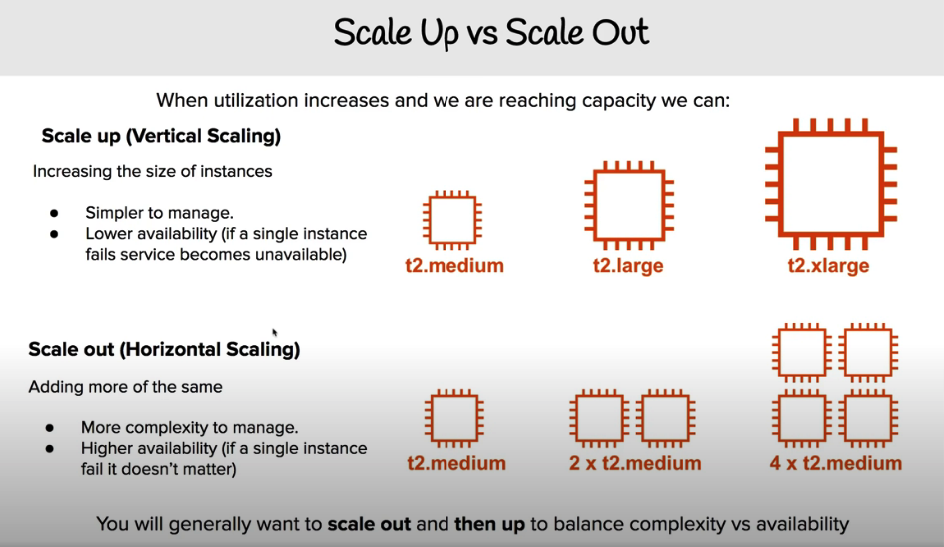 Scale Up vs Scale Out
When utilization increases and we are reaching capacity we can:
Scale up (Vertical Scaling)
Increasing the size of instances
● Simpler to manage.
● Lower availability (if a single instance
fails service becomes unavailable)
t2.medium
t2.large
t2.xlarge
Scale out (Horizontal Scaling)
Adding more of the same
● More complexity to manage.
● Higher availability (if a single instance
fail it doesn't matter)
t2.medium
2 x t2.medium
4 x t2.medium
You will generally want to scale out and then up to balance complexity vs availability